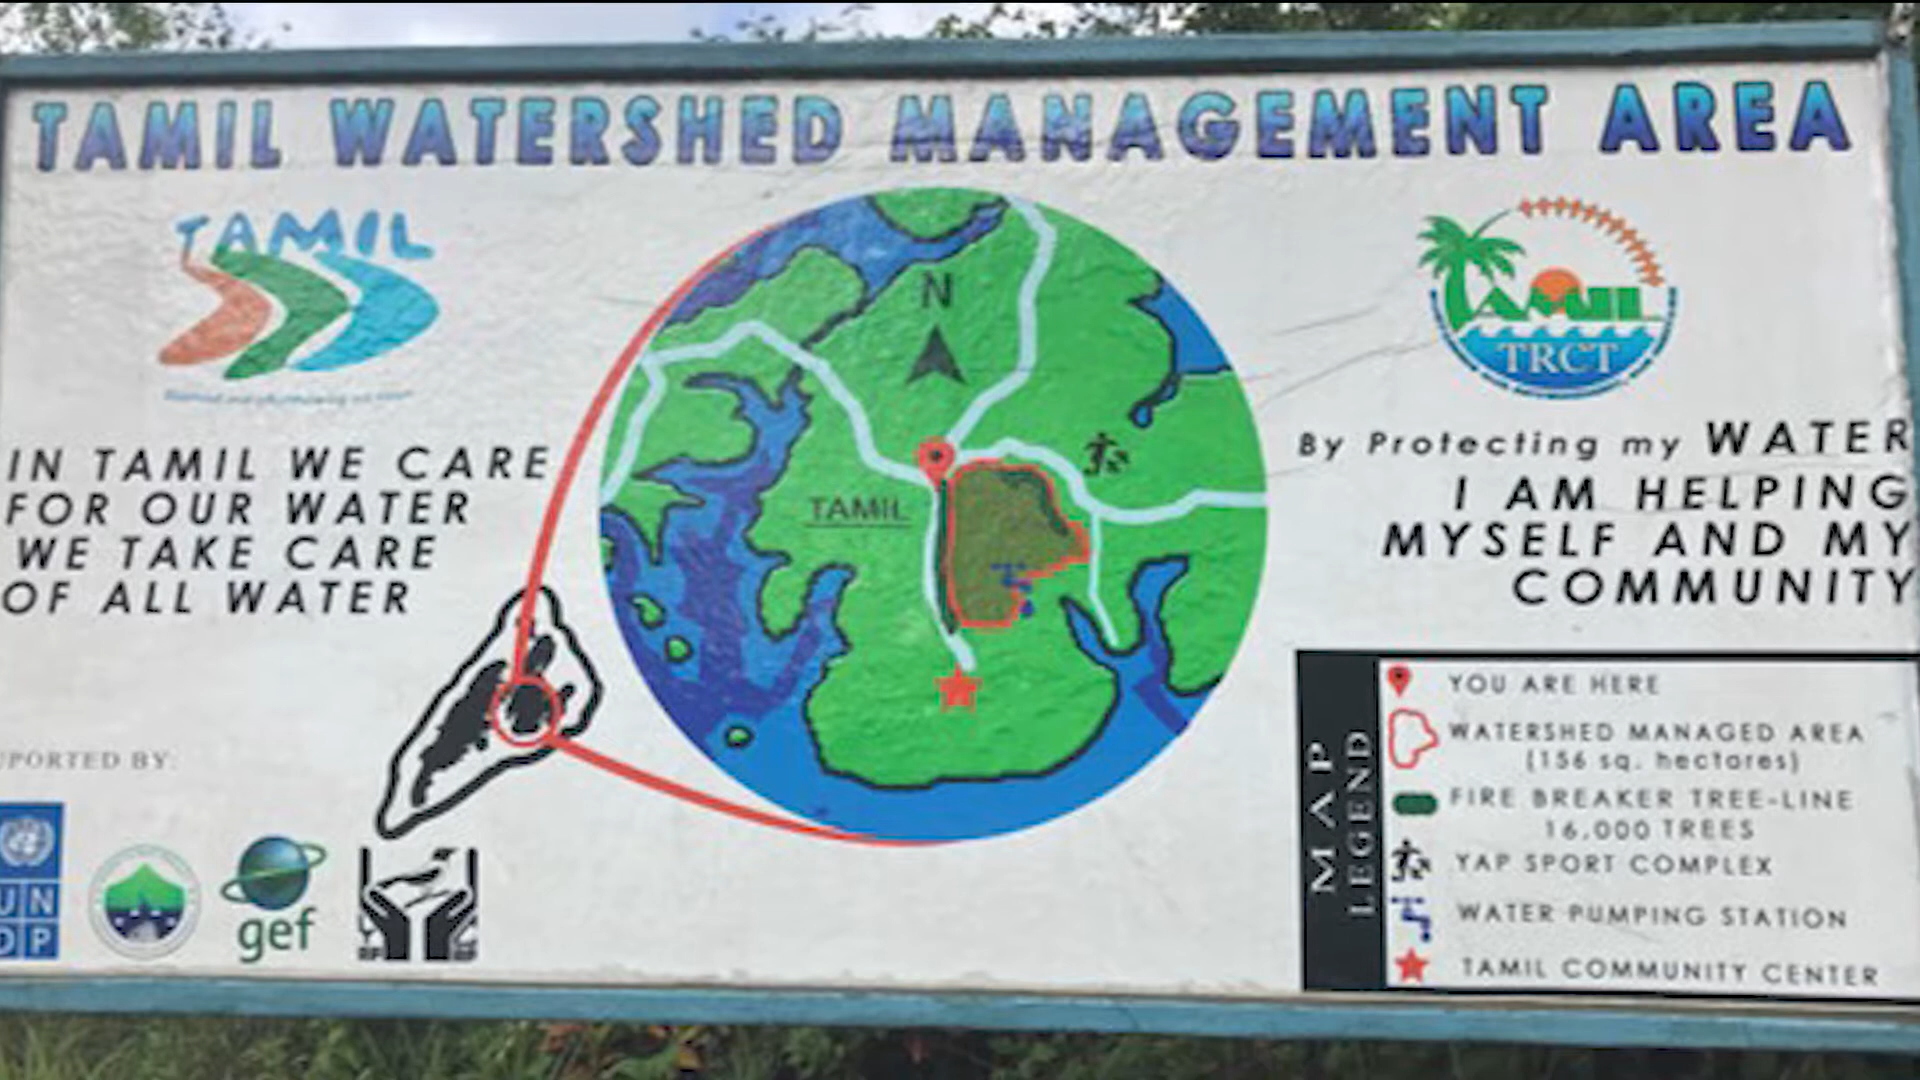 TAMIL WATERSHED MANAGEMENT AREA
TAMIL
IN TAMIL WE CARE
FOR OUR WATER
WE TAKE CARE
OF ALL WATER
PORTED BY:
UN
DP
gef
N
TAMIL
TAMIL
TRCT
By Protecting my WATER
I AM HELPING
MYSELF AND MY
COMMUNITY
MAP
LEGEND
YOU ARE HERE
WATERSHED MANAGED AREA
(156 sq. hectares)
FIRE BREAKER TREE-LINE
16,000 TREES
YAP SPORT COMPLEX
WATER PUMPING STATION
TAMIL COMMUNITY CENTER